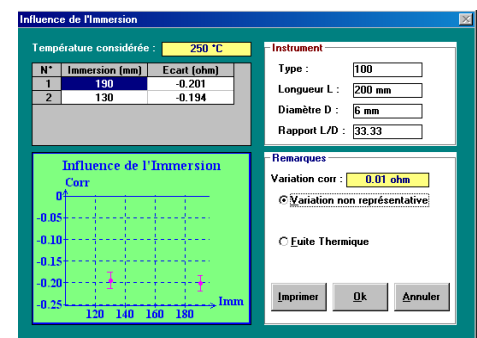 Influence de l'Immersion
Température considérée : 250 °C
N° Immersion (mm) Ecart (ohm)
1 190 -0.201
2 130 -0.194
Instrument
Type : 100
Longueur L : 200 mm
Diamètre D : 6 mm
Rapport L/D : 33.33
Influence de l'Immersion
Corr
0
-0.05
-0.10
-0.15
-0.20
-0.25
Imm
120 140 160 180
Remarques
Variation corr : 0.01 ohm
Variation non représentative
Fuite Thermique
Imprimer Ok Annuler